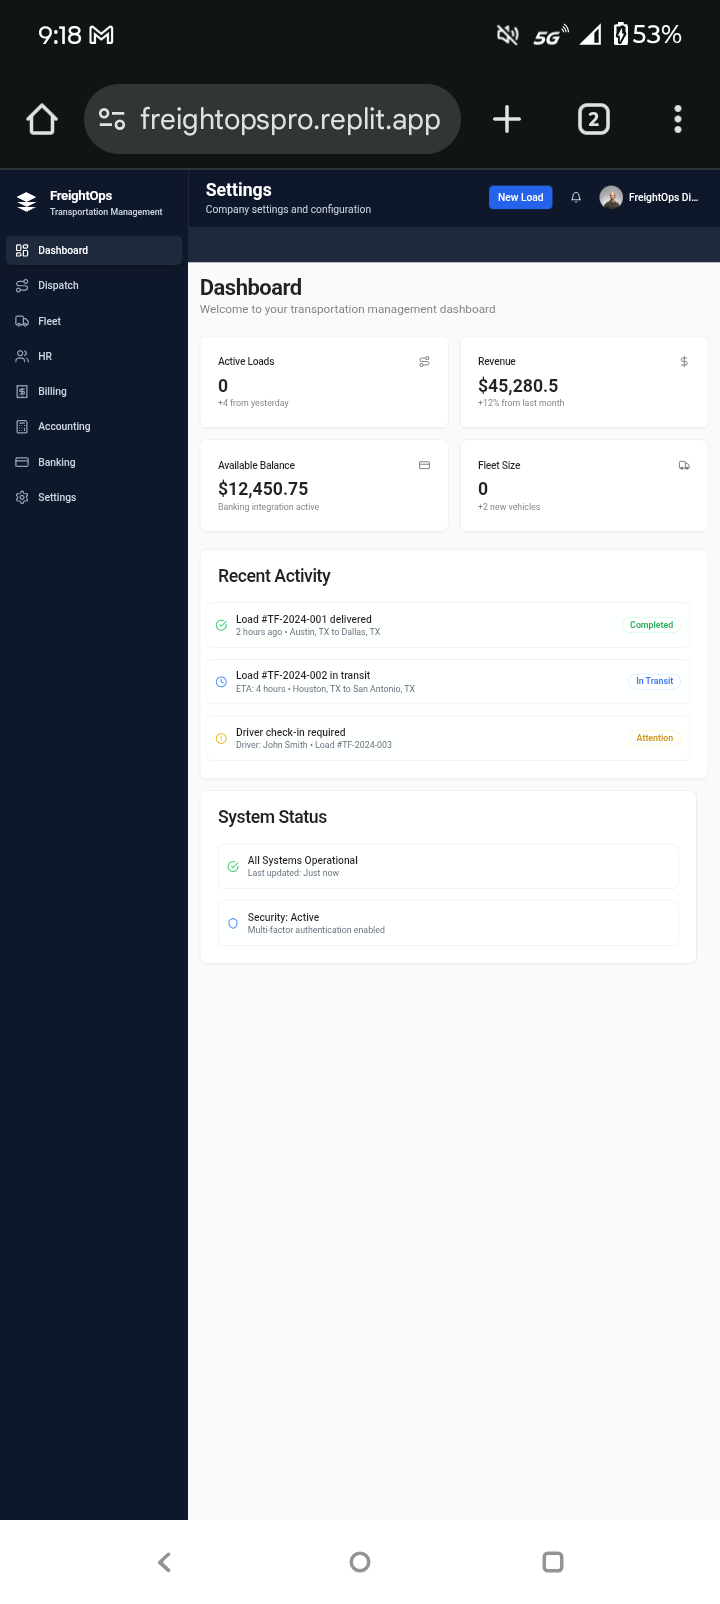 9:18
5G
53%
freightopspro.replit.app
2
FreightOps
Transportation Management
Dashboard
Dispatch
Fleet
HR
Billing
Accounting
Banking
Settings
Settings
Company settings and configuration
New Load
FreightOps Di...
Dashboard
Welcome to your transportation management dashboard
Active Loads
0
+4 from yesterday
Revenue
$45,280.5
+12% from last month
Available Balance
$12,450.75
Banking integration active
Fleet Size
0
+2 new vehicles
Recent Activity
Load #TF-2024-001 delivered
2 hours ago • Austin, TX to Dallas, TX
Completed
Load #TF-2024-002 in transit
ETA: 4 hours • Houston, TX to San Antonio, TX
In Transit
Driver check-in required
Driver: John Smith • Load #TF-2024-003
Attention
System Status
All Systems Operational
Last updated: Just now
Security: Active
Multi-factor authentication enabled